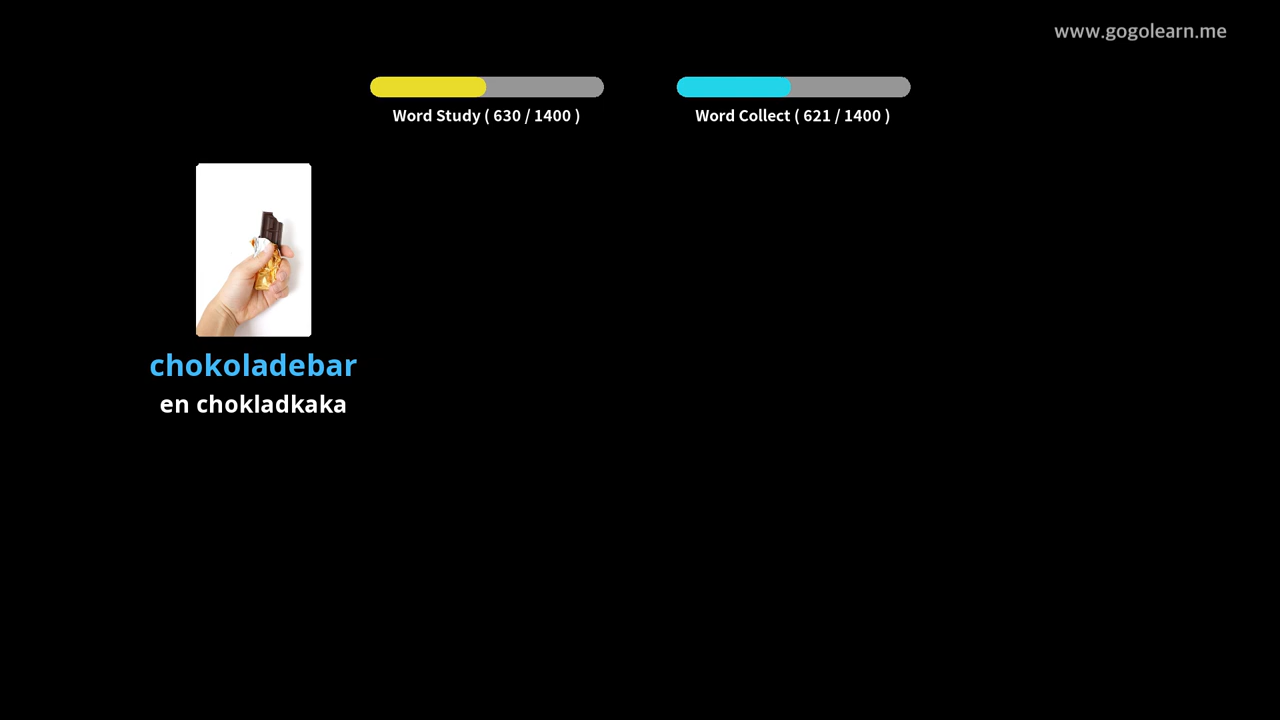 www.gogolearn.me
Word Study ( 630 / 1400 )
Word Collect ( 621 / 1400 )
chokoladebar
en chokladkaka